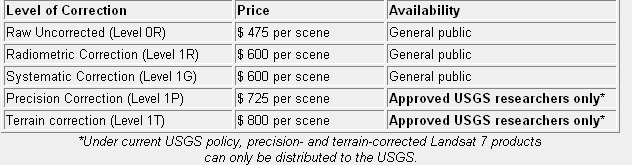 Level of Correction Price Availability
Raw Uncorrected (Level 0R) $ 475 per scene General public
Radiometric Correction (Level 1R) $ 600 per scene General public
Systematic Correction (Level 1G) $ 600 per scene General public
Precision Correction (Level 1P) $ 725 per scene Approved USGS researchers only*
Terrain correction (Level 1T) $ 800 per scene Approved USGS researchers only*
*Under current USGS policy, precision- and terrain-corrected Landsat 7 products
can only be distributed to the USGS.